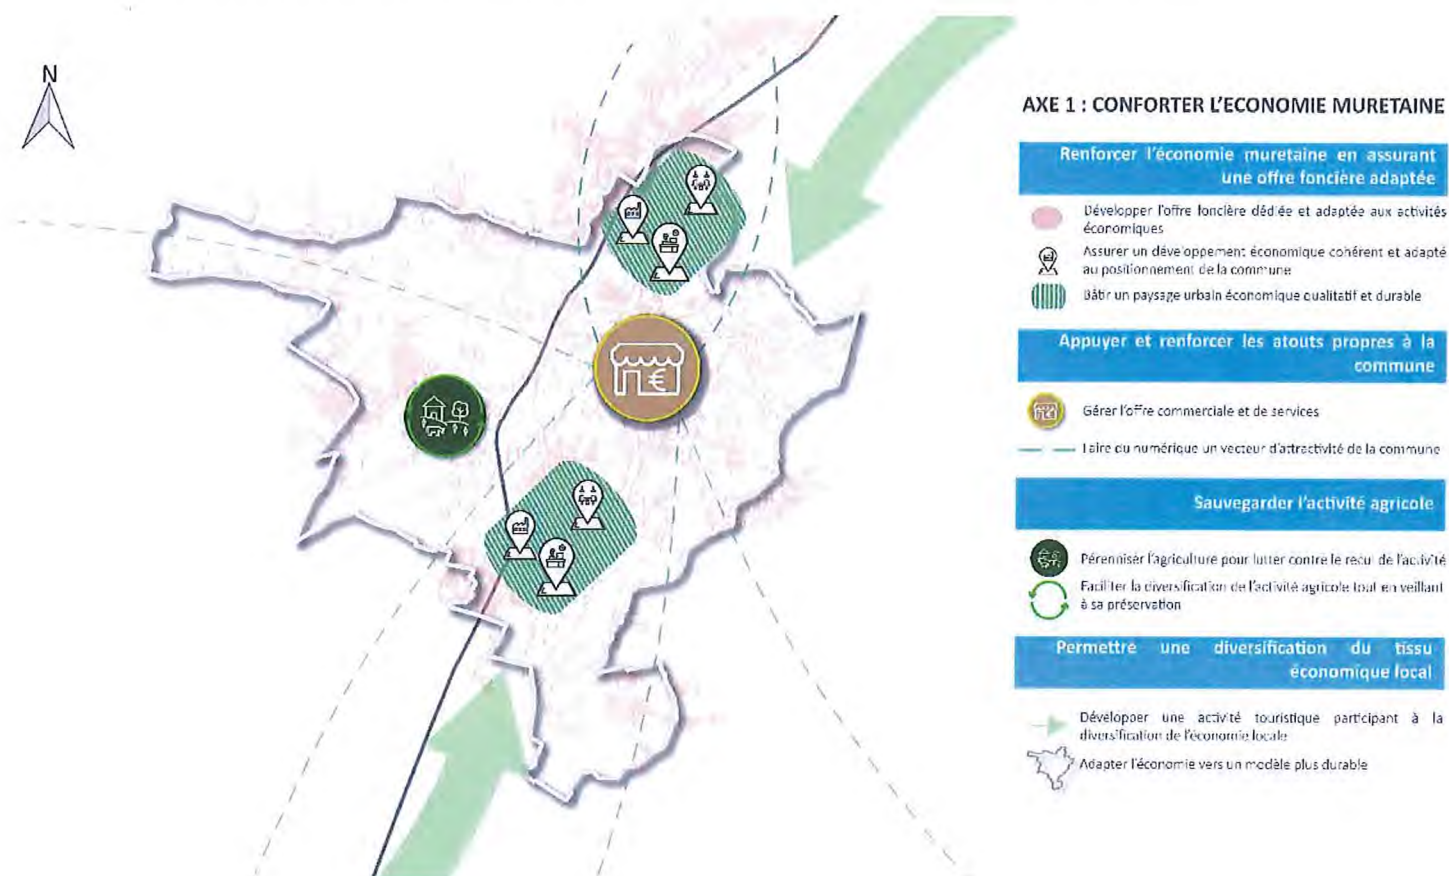 N
AXE 1 : CONFORTER L'ECONOMIE MURETAINE
Renforcer l'économie muretaine en assurant
une offre foncière adaptée
Développer l'offre foncière dédiée et adaptée aux activités
économiques
Assurer un développement économique cohérent et adapté
au positionnement de la commune
Bâtir un paysage urbain économique qualitatif et durable
Appuyer et renforcer les atouts propres à la
commune
Gérer l'offre commerciale et de services
Faire du numérique un vecteur d'attractivité de la commune
Sauvegarder l'activité agricole
Pérenniser l'agriculture pour lutter contre le recul de l'activité
Faciliter la diversification de l'activité agricole tout en veillant
à sa préservation
Permettre une diversification du tissu
économique local
Développer une activité touristique participant à la
diversification de l'économie locale
Adapter l'économie vers un modèle plus durable